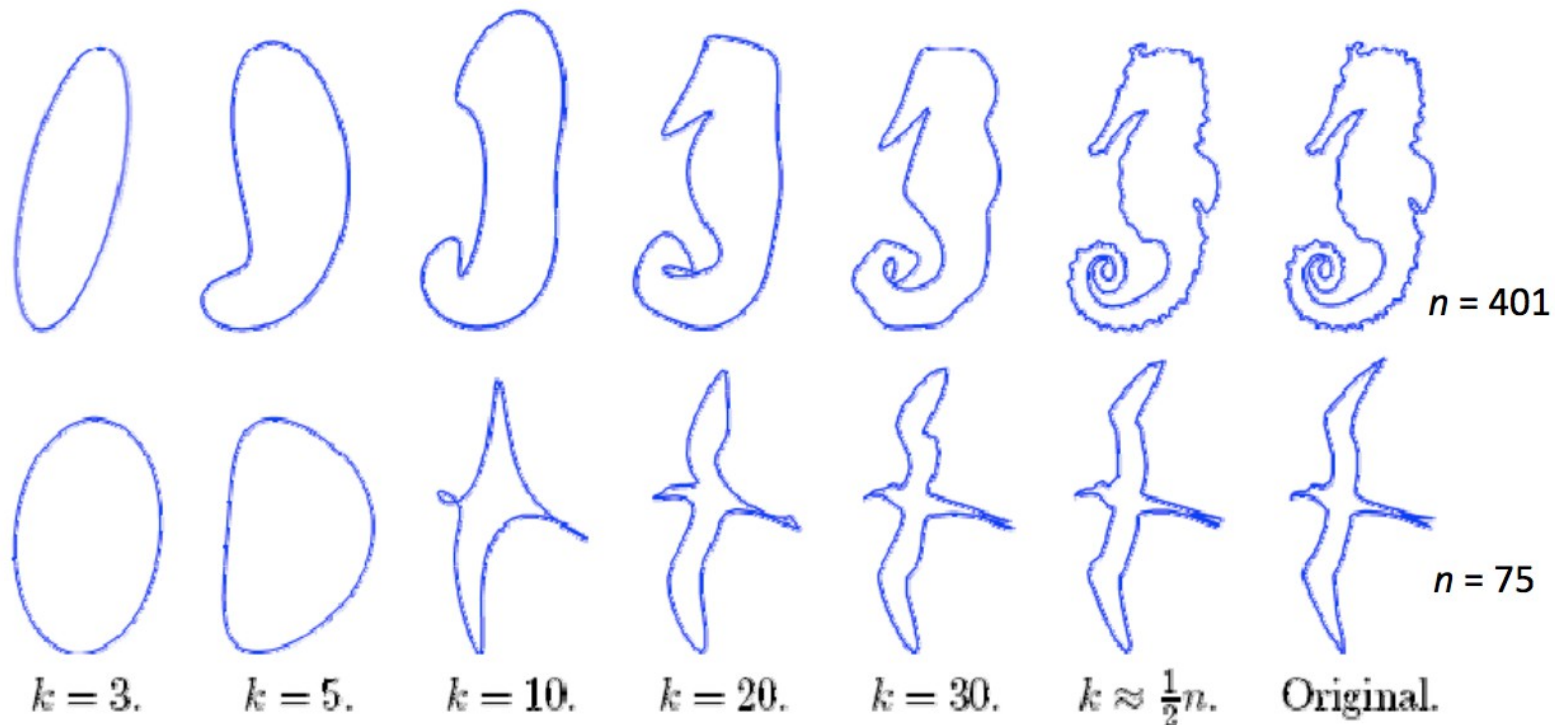 n = 401
n = 75
k = 3. k = 5. k = 10. k = 20. k = 30. k ≈ ½n. Original.